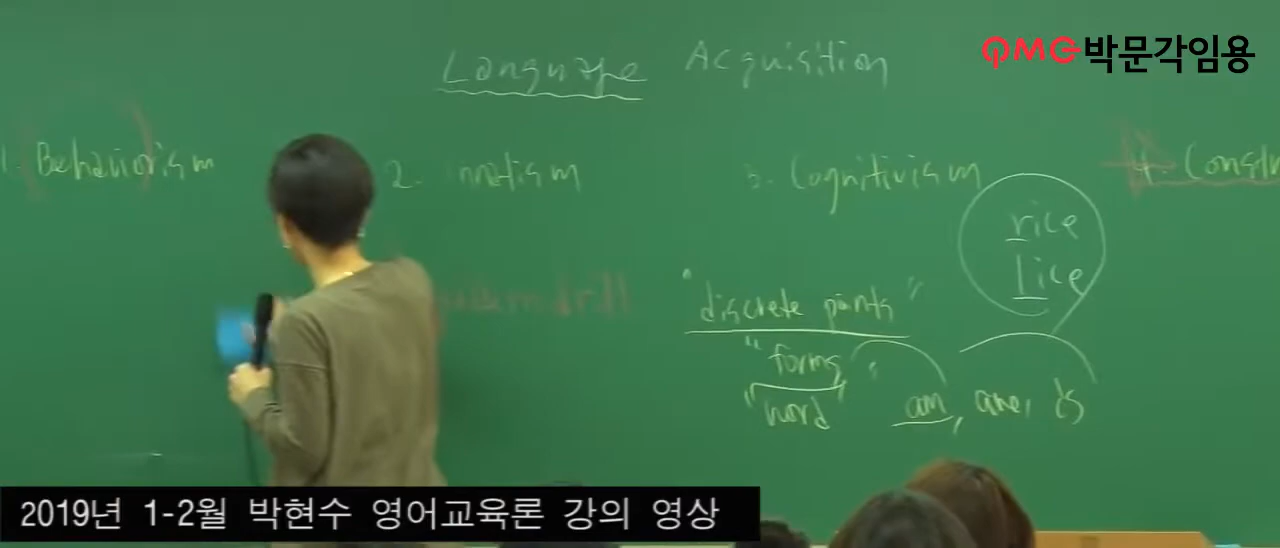 PMG박문각임용
Language Acquisition
1. Behaviorism
2. Innatism
3. Cognitivism
4. Constr
rice
lice
"discrete points"
"forms"
"word"
am, are, is
2019년 1-2월 박현수 영어교육론 강의 영상